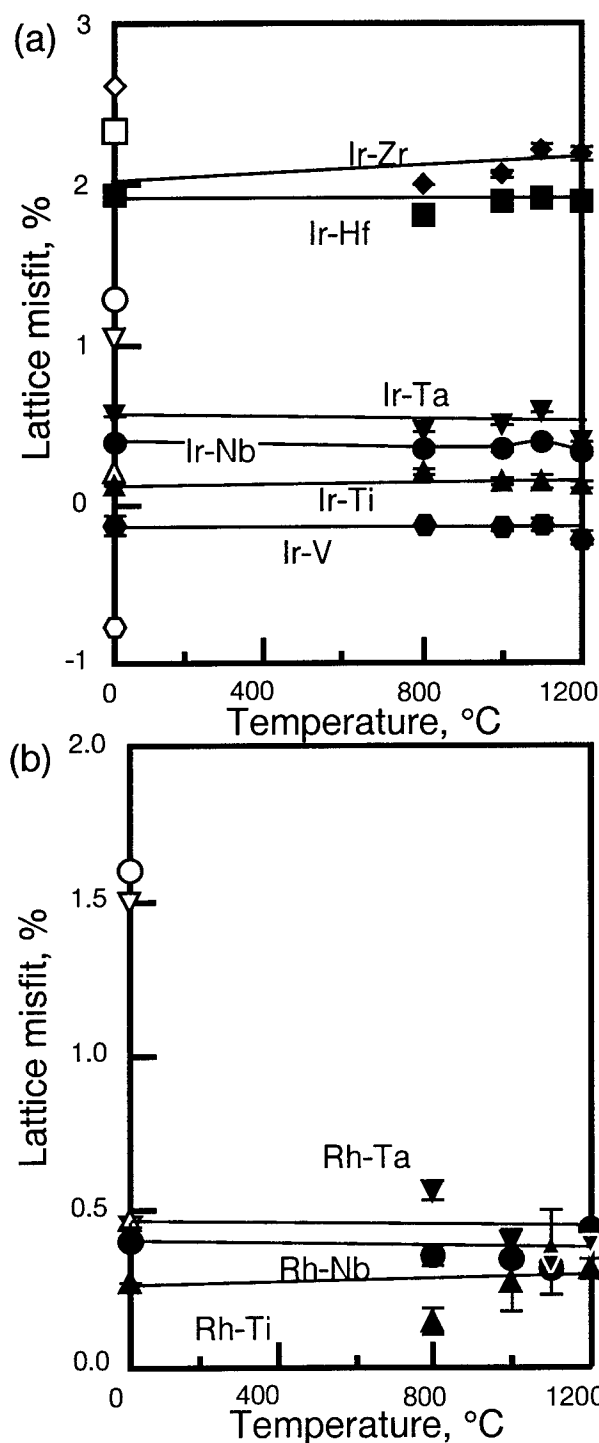 (a)
3
2
1
0
-1
Lattice misfit, %
Ir-Zr
Ir-Hf
Ir-Ta
Ir-Nb
Ir-Ti
Ir-V
0 400 800 1200
Temperature, °C
(b)
2.0
1.5
1.0
0.5
0.0
Lattice misfit, %
Rh-Ta
Rh-Nb
Rh-Ti
0 400 800 1200
Temperature, °C